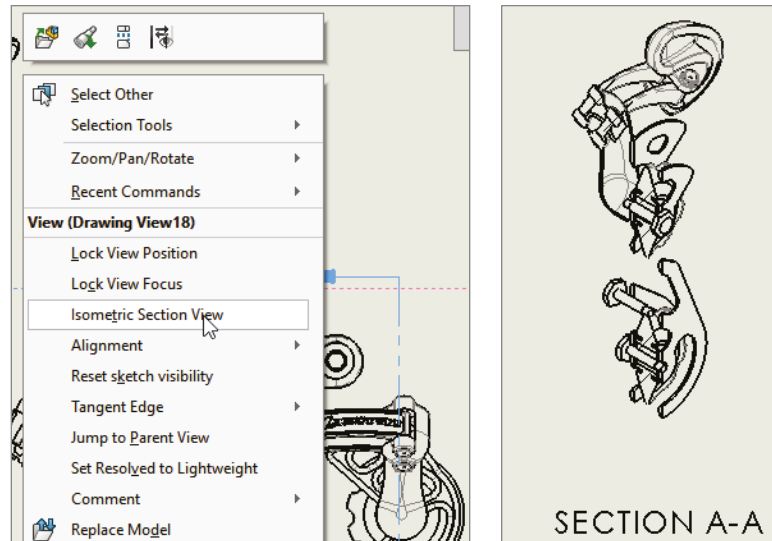 Select Other
Selection Tools
Zoom/Pan/Rotate
Recent Commands
View (Drawing View18)
Lock View Position
Lock View Focus
Isometric Section View
Alignment
Reset sketch visibility
Tangent Edge
Jump to Parent View
Set Resolved to Lightweight
Comment
Replace Model
SECTION A-A